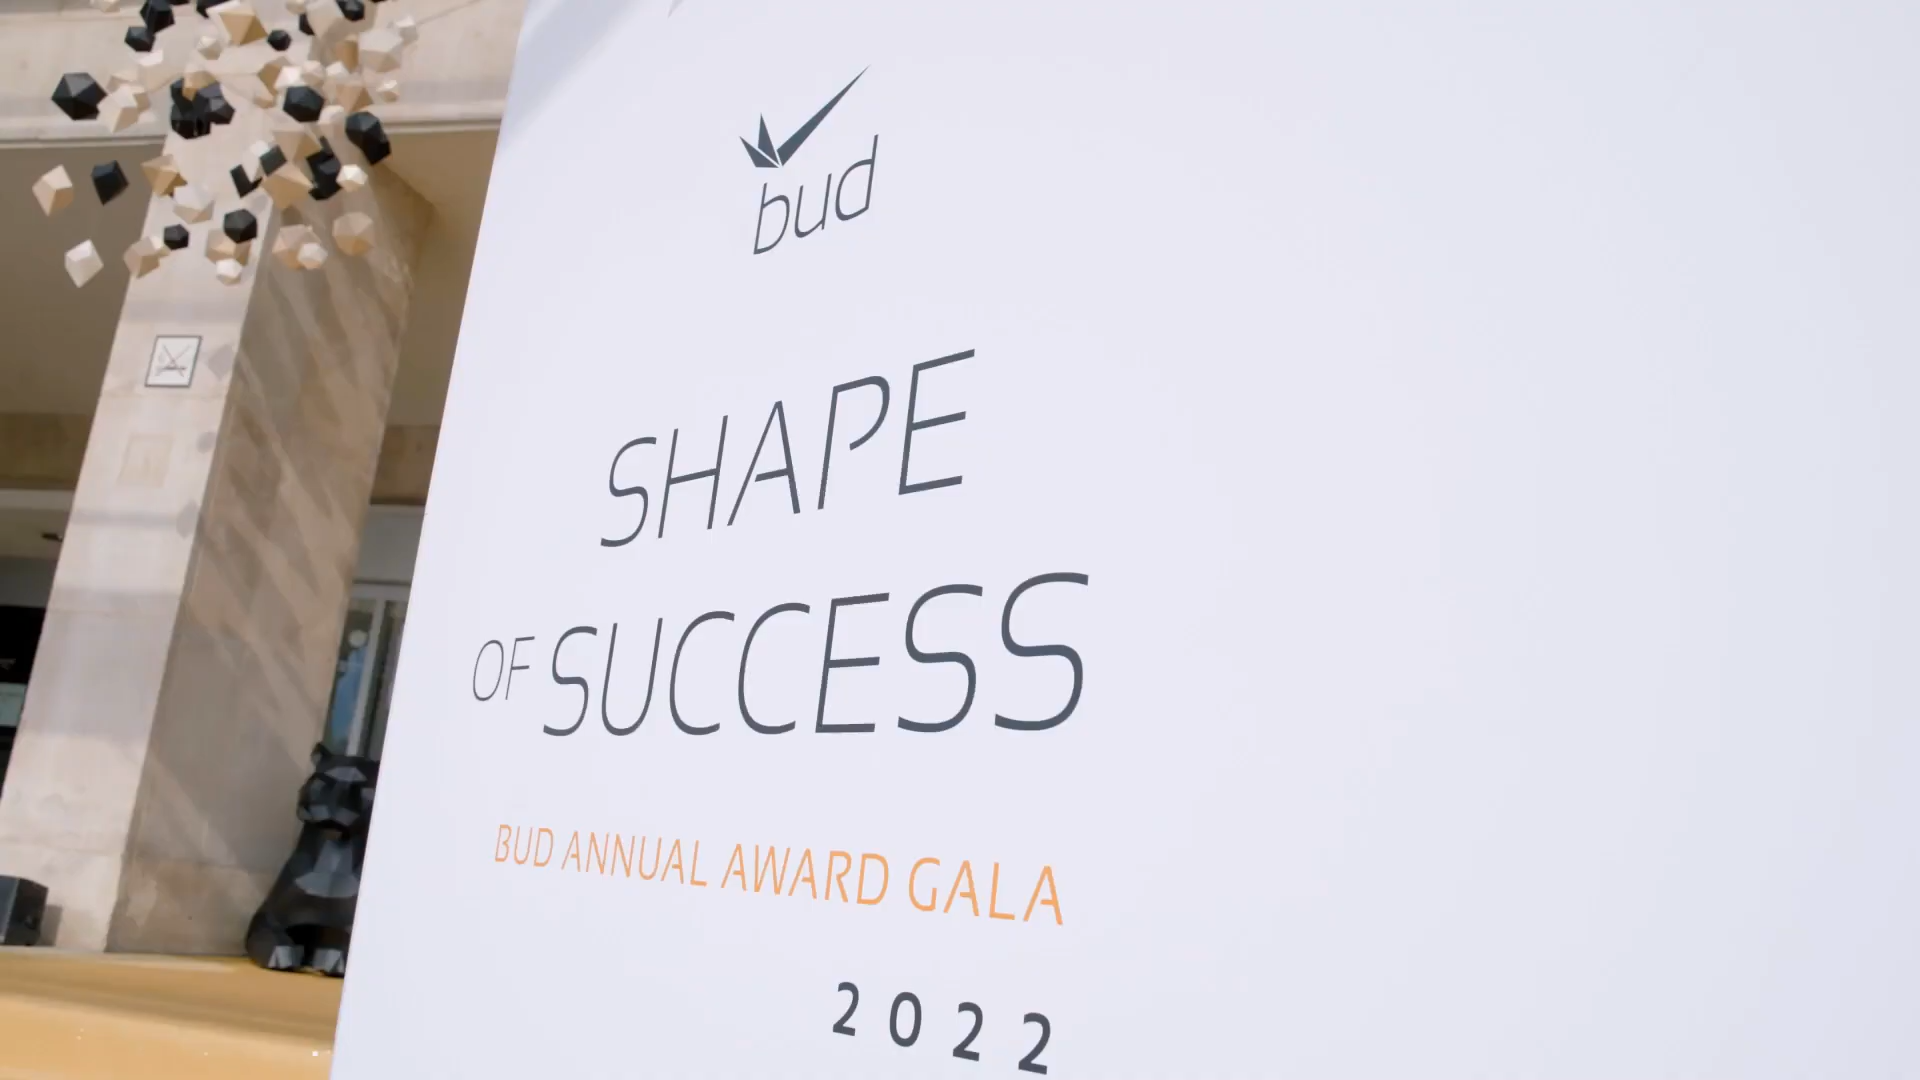 bud
SHAPE
OF SUCCESS
BUD ANNUAL AWARD GALA
2022